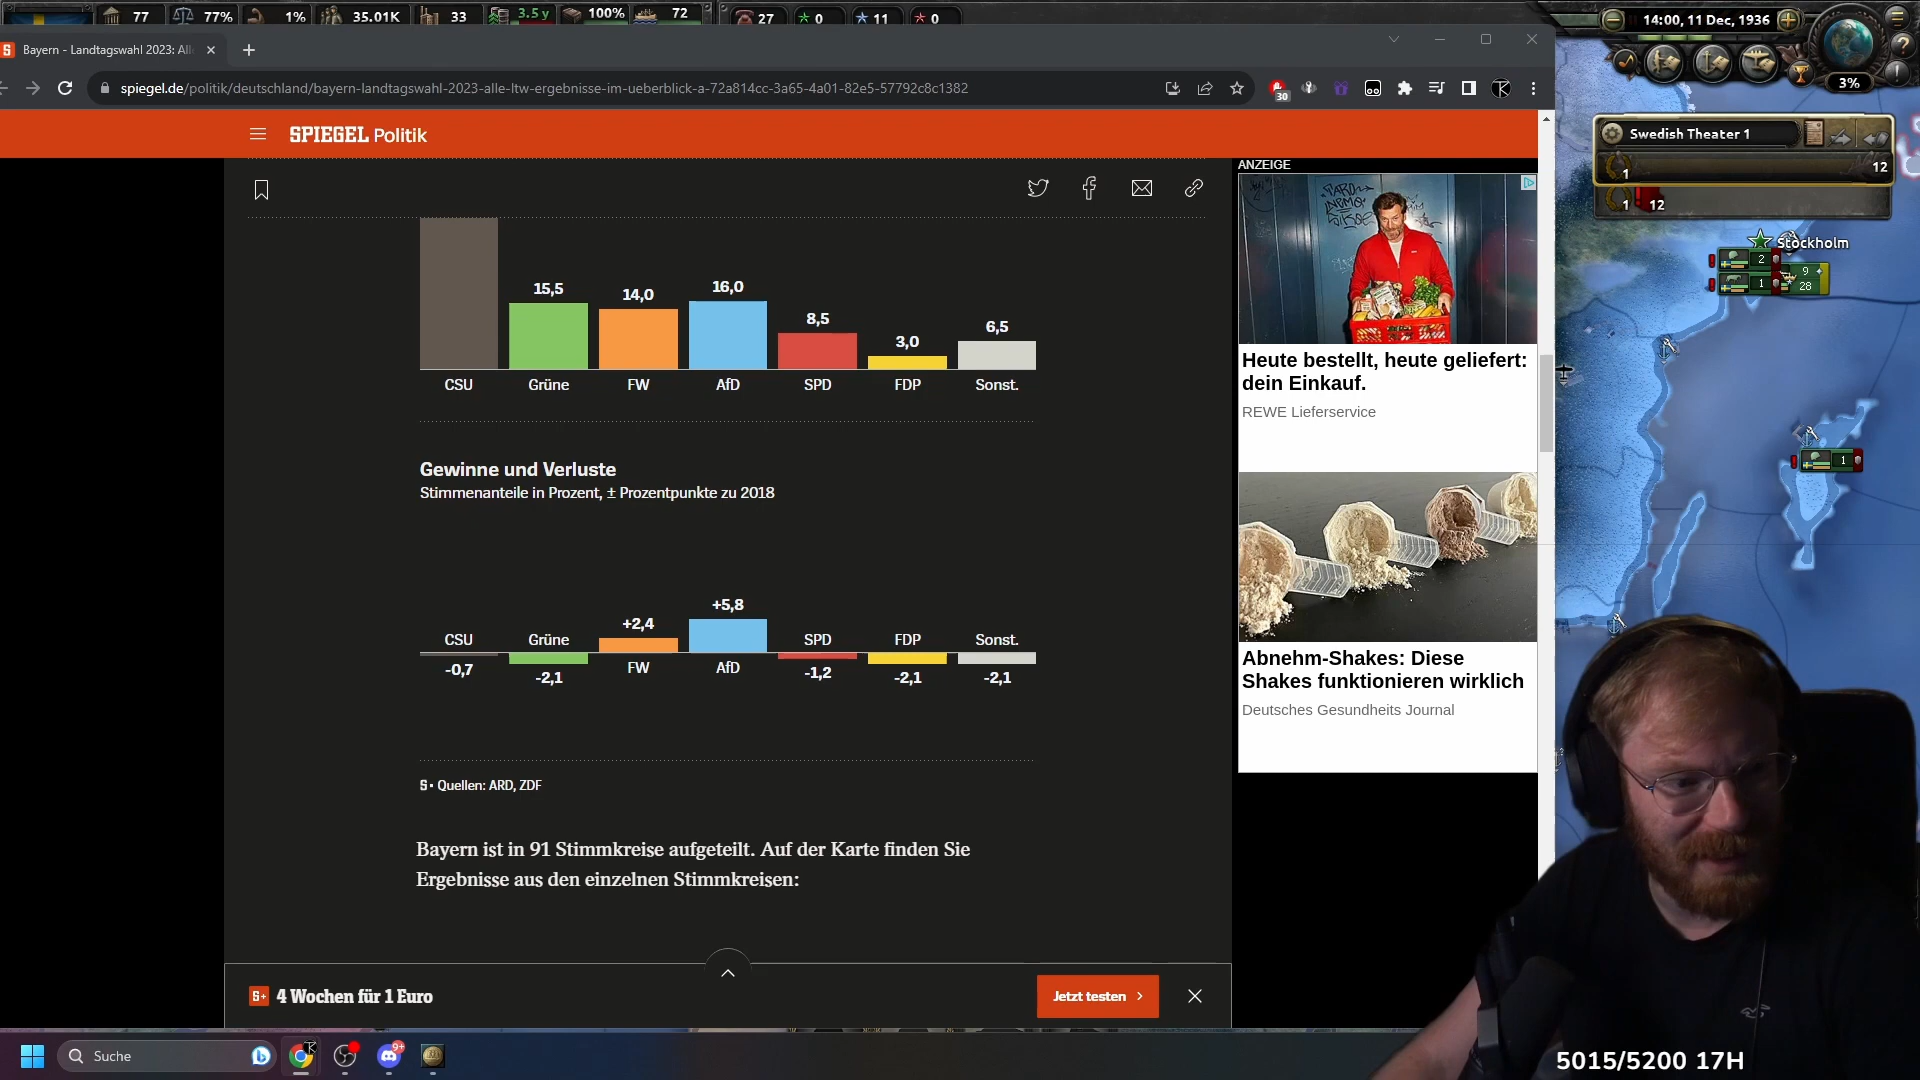 77
77%
1%
35.01K
33
3.5 y
100%
72
27
0
11
0
14:00, 11 Dec, 1936
3%
Bayern - Landtagswahl 2023: Al
spiegel.de/politik/deutschland/bayern-landtagswahl-2023-alle-ltw-ergebnisse-im-ueberblick-a-72a814cc-3a65-4a01-82e5-57792c8c1382
30
SPIEGEL Politik
ANZEIGE
15,5
14,0
16,0
8,5
3,0
6,5
CSU
Grüne
FW
AfD
SPD
FDP
Sonst.
Gewinne und Verluste
Stimmenanteile in Prozent, ± Prozentpunkte zu 2018
+5,8
+2,4
CSU
Grüne
SPD
FDP
Sonst.
-0,7
-2,1
FW
AfD
-1,2
-2,1
-2,1
S• Quellen: ARD, ZDF
Bayern ist in 91 Stimmkreise aufgeteilt. Auf der Karte finden Sie
Ergebnisse aus den einzelnen Stimmkreisen:
S+ 4 Wochen für 1 Euro
Jetzt testen
Heute bestellt, heute geliefert:
dein Einkauf.
REWE Lieferservice
Abnehm-Shakes: Diese
Shakes funktionieren wirklich
Deutsches Gesundheits Journal
Swedish Theater 1
1
12
1
12
Stockholm
2
9
1
28
1
Suche
9+
5015/5200 17H